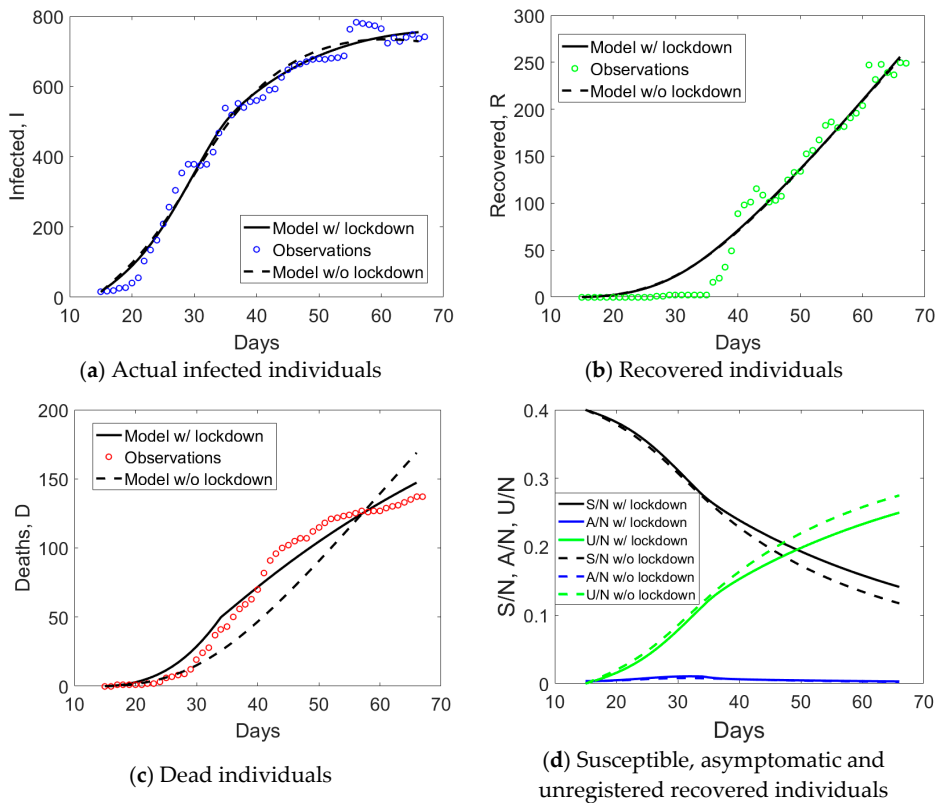 800
600
400
200
0
Infected, I
Model w/ lockdown
Observations
Model w/o lockdown
10 20 30 40 50 60 70
Days
(a) Actual infected individuals
300
250
200
150
100
50
0
Recovered, R
Model w/ lockdown
Observations
Model w/o lockdown
10 20 30 40 50 60 70
Days
(b) Recovered individuals
200
150
100
50
0
Deaths, D
Model w/ lockdown
Observations
Model w/o lockdown
10 20 30 40 50 60 70
Days
(c) Dead individuals
0.4
0.3
0.2
0.1
0
S/N, A/N, U/N
S/N w/ lockdown
A/N w/ lockdown
U/N w/ lockdown
S/N w/o lockdown
A/N w/o lockdown
U/N w/o lockdown
10 20 30 40 50 60 70
Days
(d) Susceptible, asymptomatic and
unregistered recovered individuals